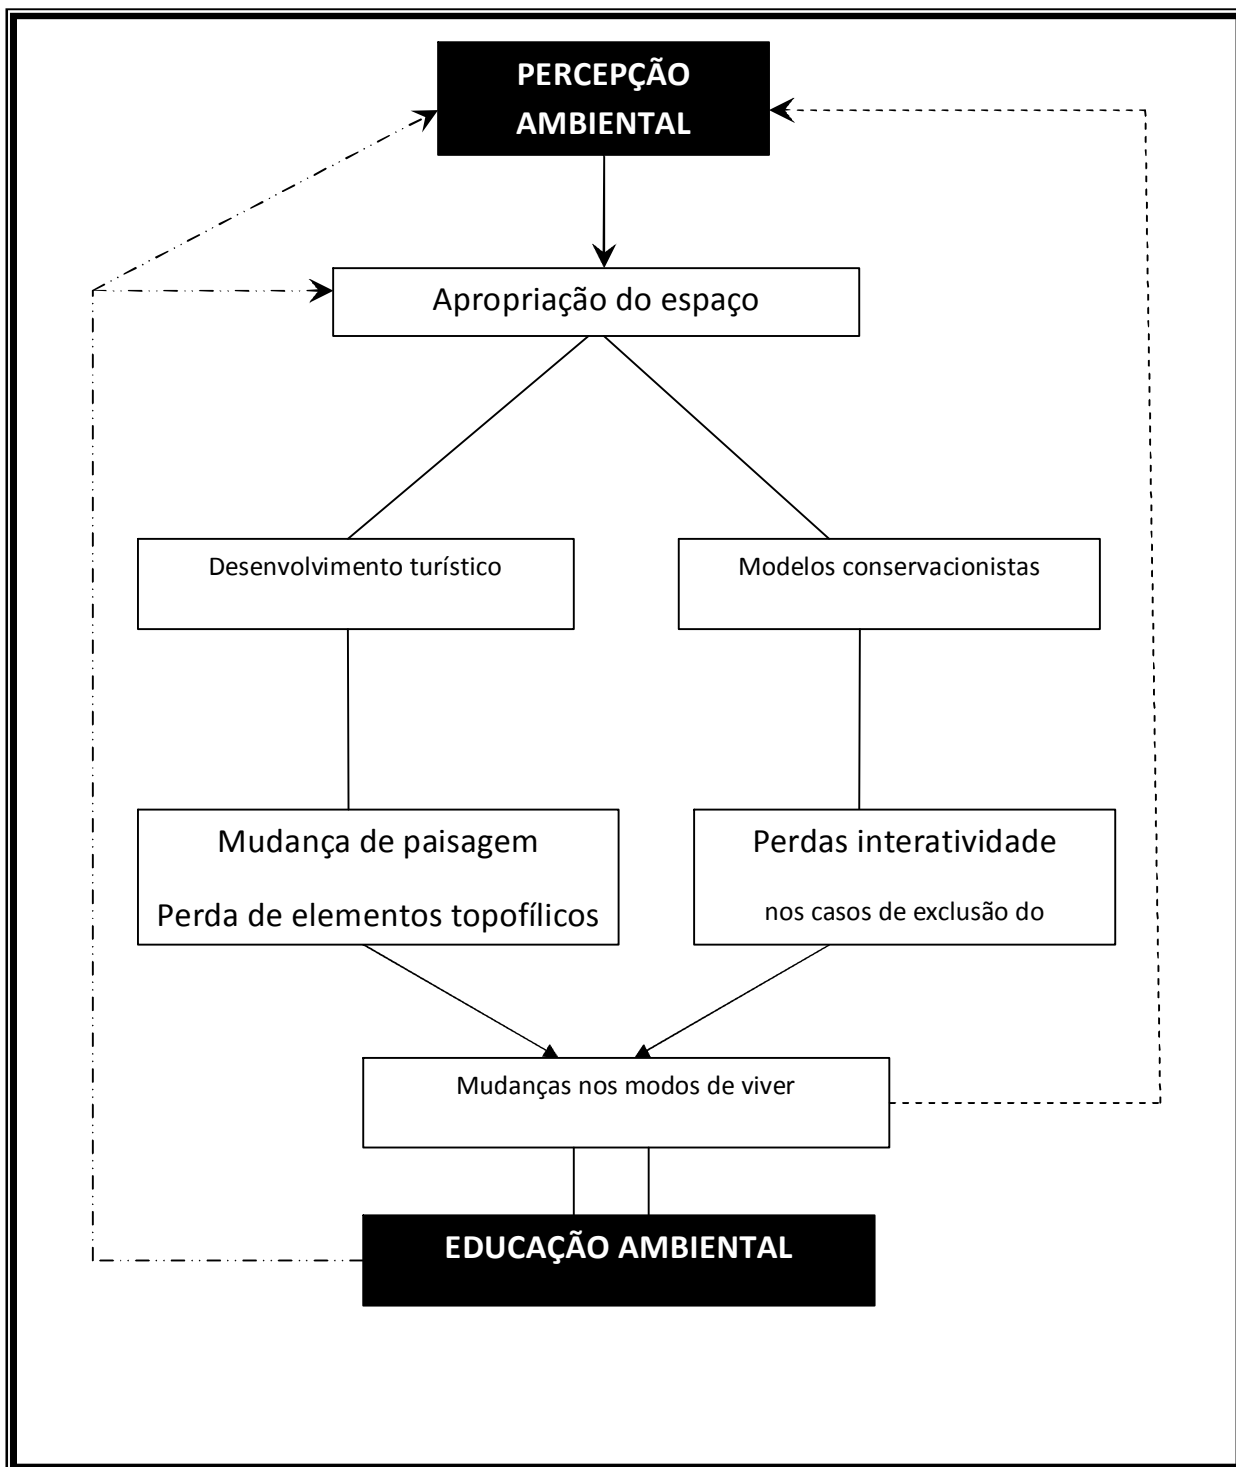 PERCEPÇÃO
AMBIENTAL
Apropriação do espaço
Desenvolvimento turístico
Modelos conservacionistas
Mudança de paisagem
Perda de elementos topofílicos
Perdas interatividade
nos casos de exclusão do
Mudanças nos modos de viver
EDUCAÇÃO AMBIENTAL